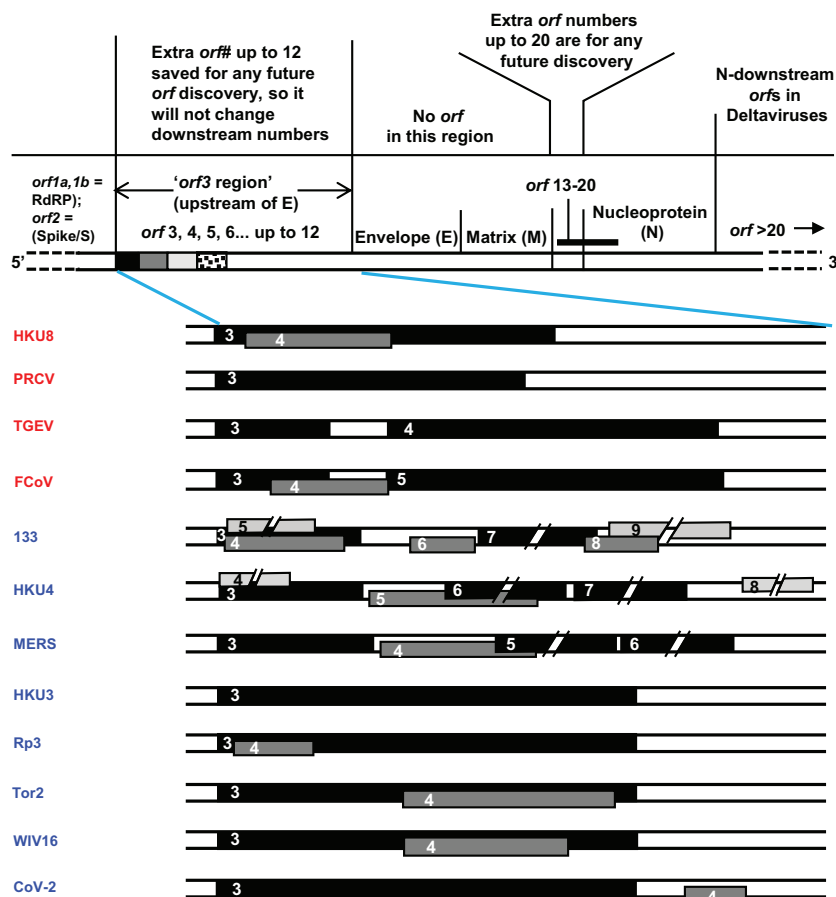 Extra orf# up to 12
saved for any future
orf discovery, so it
will not change
downstream numbers
No orf
in this region
Extra orf numbers
up to 20 are for any
future discovery
N-downstream
orfs in
Deltaviruses
orf1a,1b =
RdRP);
orf2 =
(Spike/S)
‘orf3 region’
(upstream of E)
orf 3, 4, 5, 6... up to 12
Envelope (E)
Matrix (M)
orf 13-20
Nucleoprotein
(N)
orf >20
5’
3
HKU8
3
4
PRCV
3
TGEV
3
4
FCoV
3
4
5
133
3
5
4
6
7
8
9
HKU4
4
3
5
6
7
8
MERS
3
4
5
6
HKU3
3
Rp3
3
4
Tor2
3
4
WIV16
3
4
CoV-2
3
4